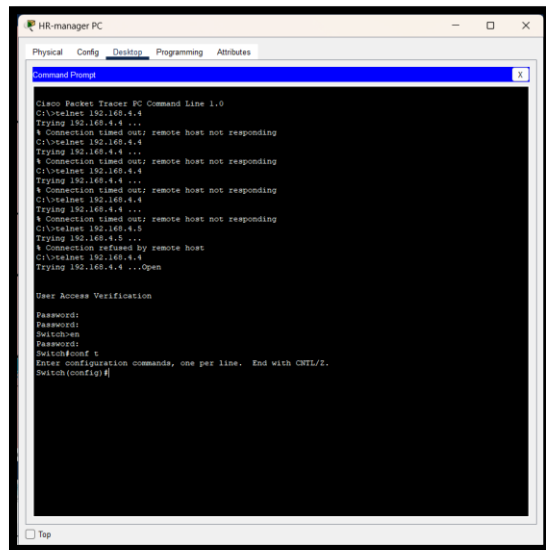 HR-manager PC
Physical Config Desktop Programming Attributes
Command Prompt X
Cisco Packet Tracer PC Command Line 1.0
C:\>telnet 192.168.4.4
Trying 192.168.4.4 ...
% Connection timed out; remote host not responding
C:\>telnet 192.168.4.4
Trying 192.168.4.4 ...
% Connection timed out; remote host not responding
C:\>telnet 192.168.4.4
Trying 192.168.4.4 ...
% Connection timed out; remote host not responding
C:\>telnet 192.168.4.4
Trying 192.168.4.4 ...
% Connection timed out; remote host not responding
C:\>telnet 192.168.4.5
Trying 192.168.4.5 ...
% Connection refused by remote host
C:\>telnet 192.168.4.4
Trying 192.168.4.4 ...Open
User Access Verification
Password:
Password:
Switch>en
Password:
Switch#conf t
Enter configuration commands, one per line. End with CNTL/Z.
Switch(config)#
Top